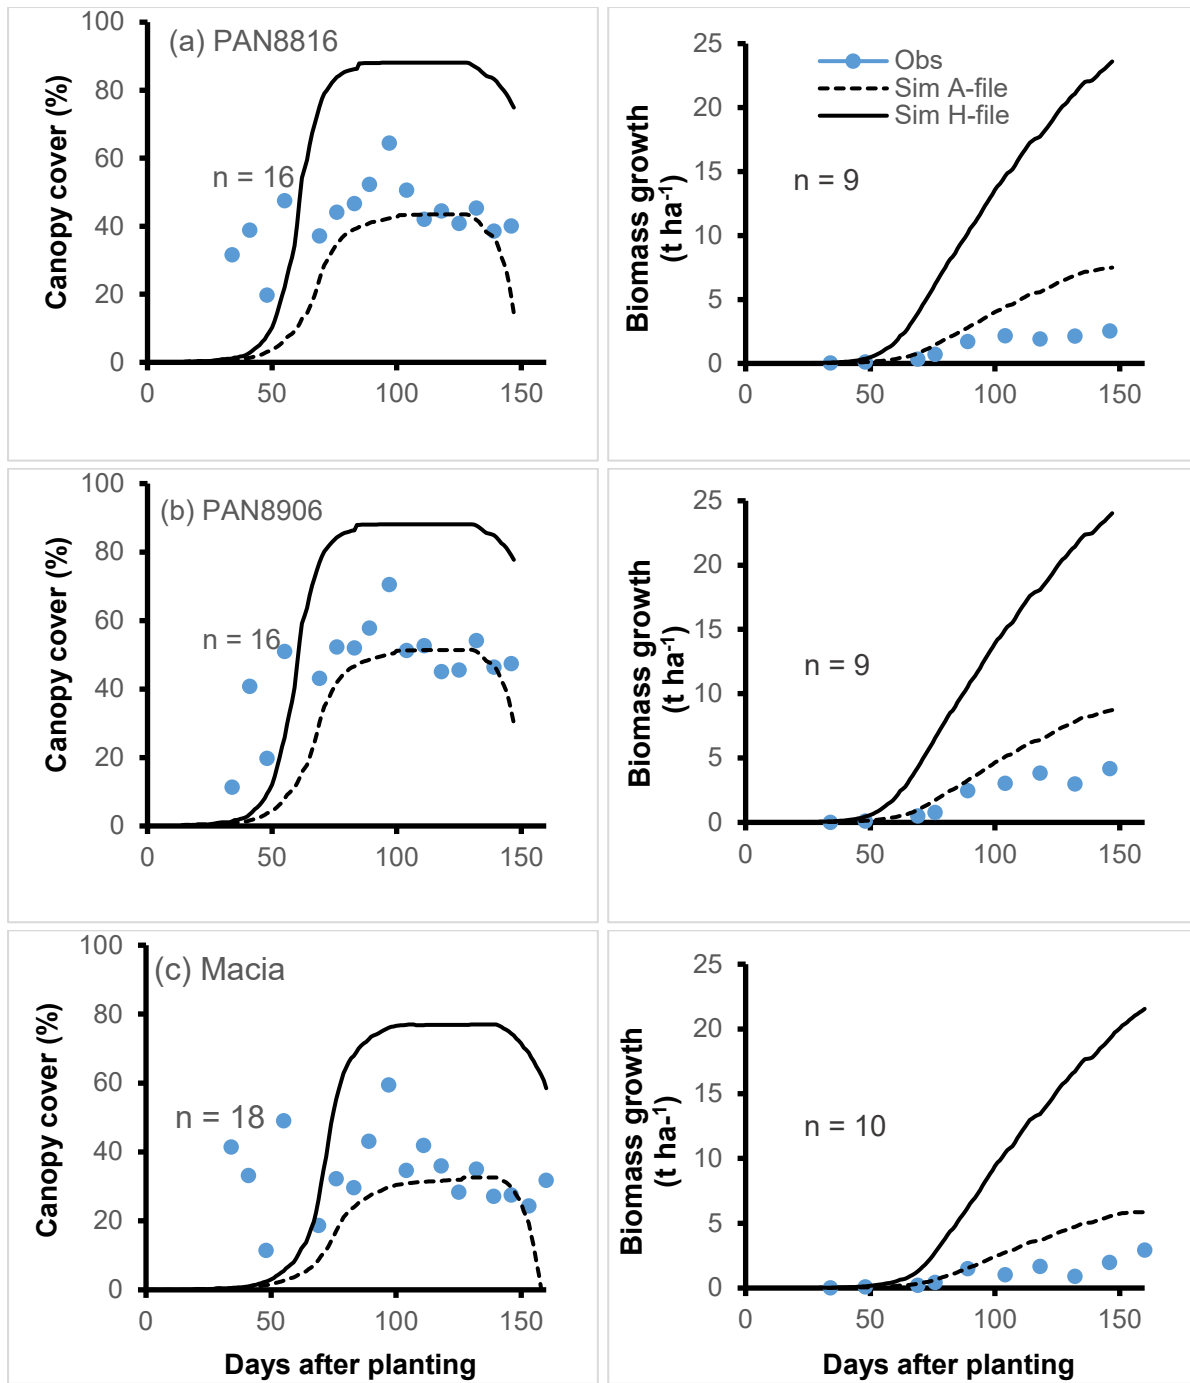 (a) PAN8816
Canopy cover (%)
100
80
60
40
20
0
n = 16
0 50 100 150
Biomass growth
(t ha-1)
25
20
15
10
5
0
Obs
Sim A-file
Sim H-file
n = 9
0 50 100 150
(b) PAN8906
Canopy cover (%)
100
80
60
40
20
0
n = 16
0 50 100 150
Biomass growth
(t ha-1)
25
20
15
10
5
0
n = 9
0 50 100 150
(c) Macia
Canopy cover (%)
100
80
60
40
20
0
n = 18
0 50 100 150
Days after planting
Biomass growth
(t ha-1)
25
20
15
10
5
0
n = 10
0 50 100 150
Days after planting